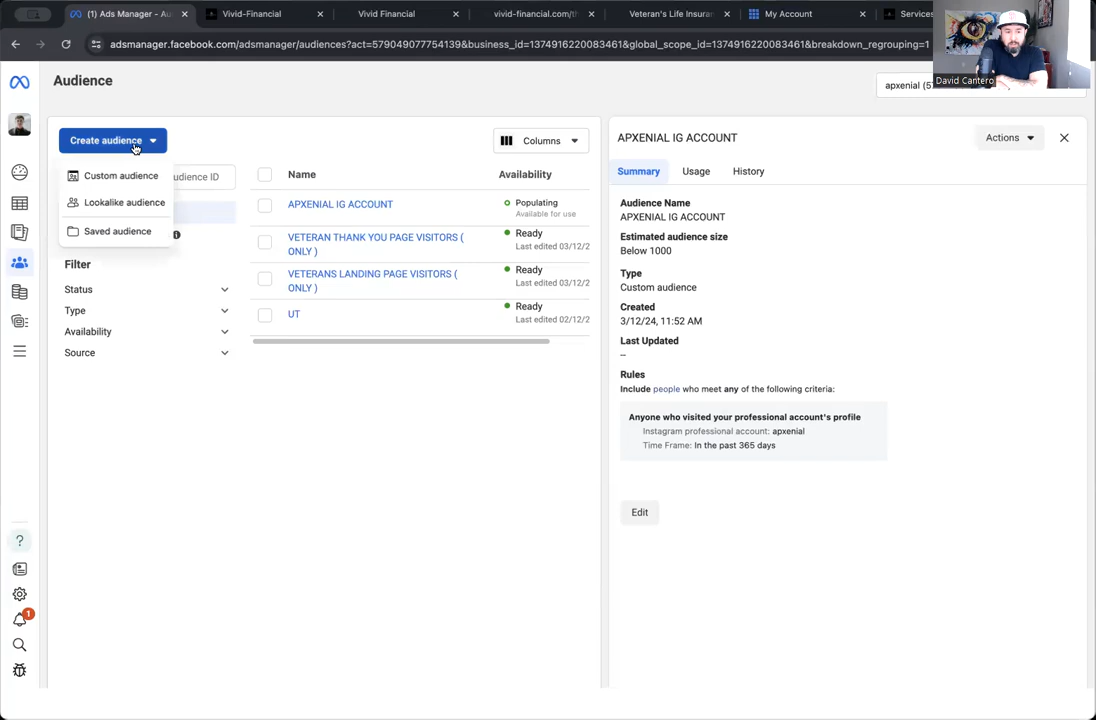 (1) Ads Manager - Au
Vivid-Financial
Vivid Financial
vivid-financial.com/th
Veteran's Life Insuran
My Account
Services
adsmanager.facebook.com/adsmanager/audiences?act=579049077754139&business_id=1374916220083461&global_scope_id=1374916220083461&breakdown_regrouping=1
David Cantero
Audience
apxenial (5
Create audience
Custom audience
Lookalike audience
Saved audience
udience ID
Filter
Status
Type
Availability
Source
Columns
Name
Availability
APXENIAL IG ACCOUNT
Populating
Available for use
VETERAN THANK YOU PAGE VISITORS (
ONLY )
Ready
Last edited 03/12/2
VETERANS LANDING PAGE VISITORS (
ONLY )
Ready
Last edited 03/12/2
UT
Ready
Last edited 02/12/2
APXENIAL IG ACCOUNT
Actions
Summary
Usage
History
Audience Name
APXENIAL IG ACCOUNT
Estimated audience size
Below 1000
Type
Custom audience
Created
3/12/24, 11:52 AM
Last Updated
--
Rules
Include people who meet any of the following criteria:
Anyone who visited your professional account's profile
Instagram professional account: apxenial
Time Frame: In the past 365 days
Edit
?
1